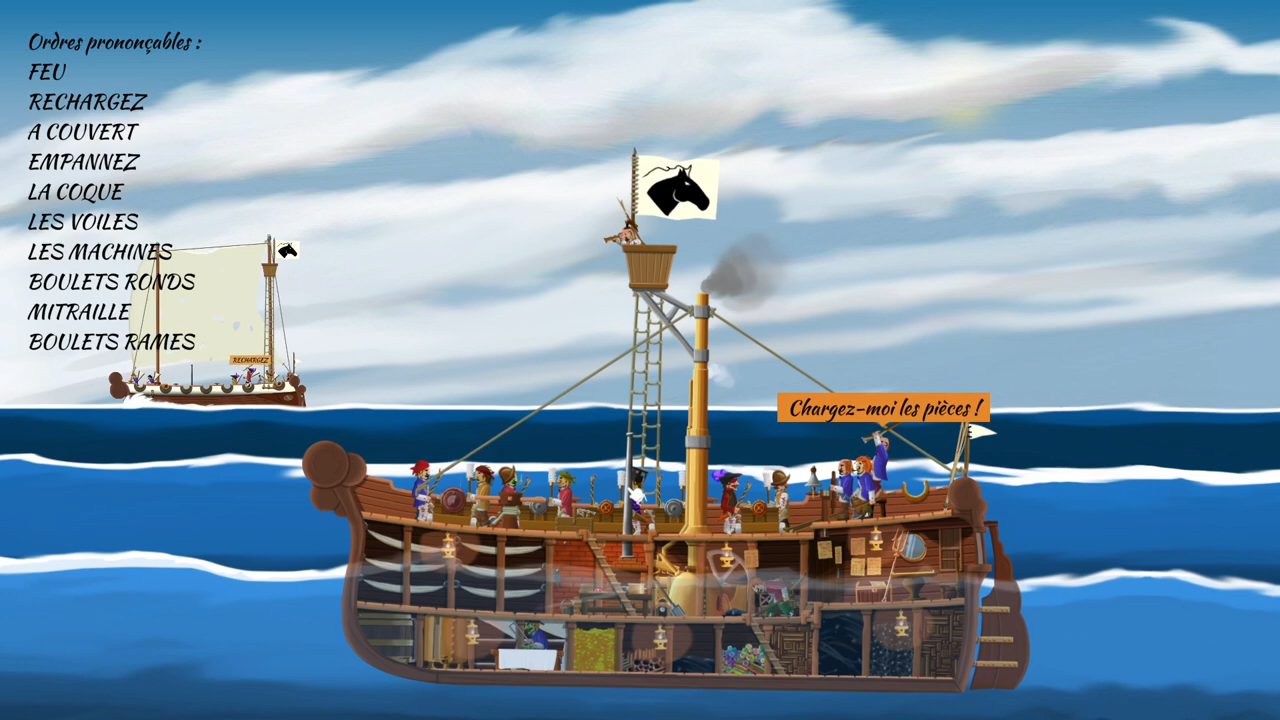 Ordres prononçables :
FEU
RECHARGEZ
A COUVERT
EMPANNEZ
LA COQUE
LES VOILES
LES MACHINES
BOULETS RONDS
MITRAILLE
BOULETS RAMES
RECHARGEZ
Chargez-moi les pièces !